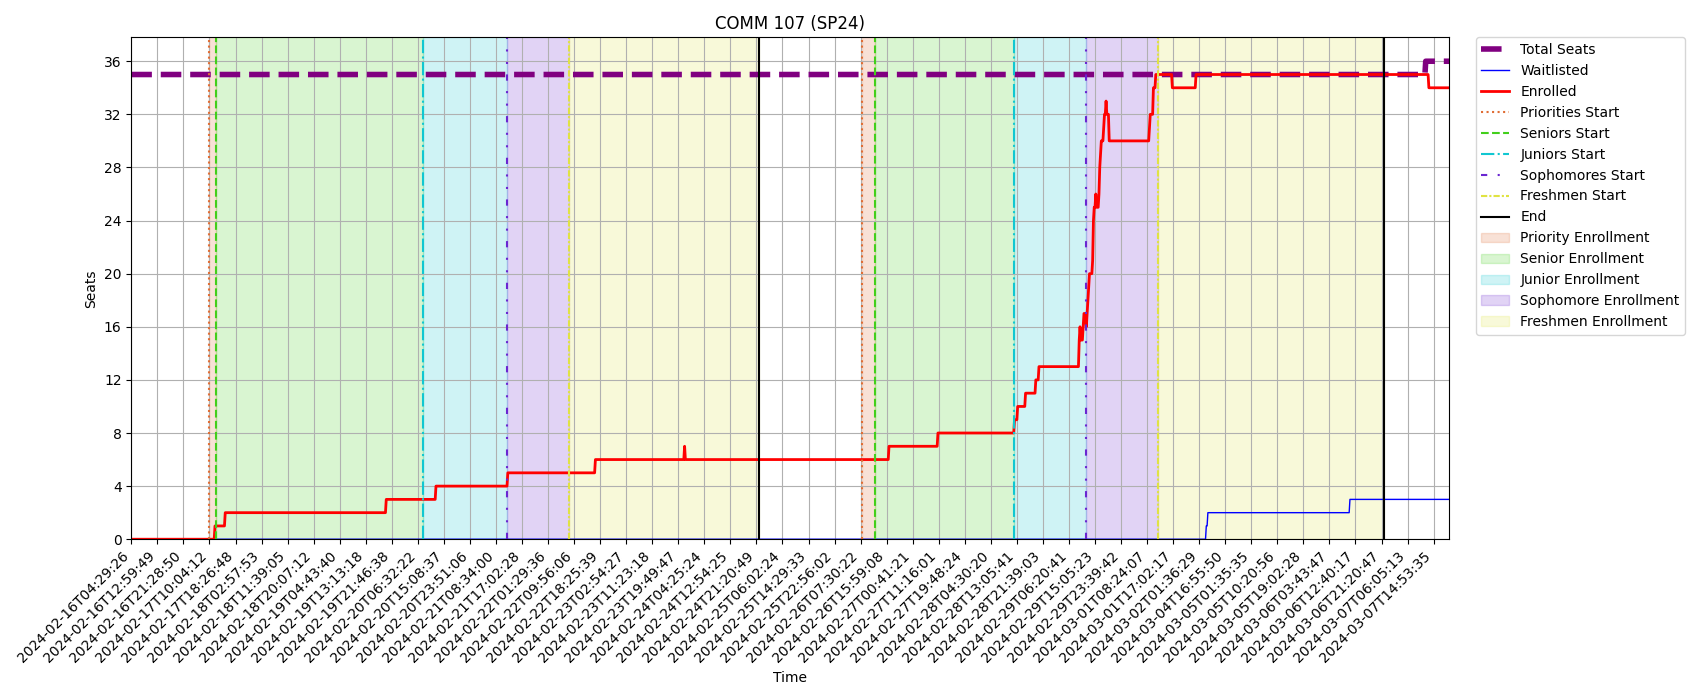 COMM 107 (SP24)
Seats
36
32
28
24
20
16
12
8
4
0
2024-02-16T04:29:26
2024-02-16T12:59:49
2024-02-16T21:28:50
2024-02-17T10:04:12
2024-02-17T18:26:48
2024-02-18T02:57:53
2024-02-18T11:39:05
2024-02-18T20:07:12
2024-02-19T04:43:40
2024-02-19T13:13:18
2024-02-19T21:46:38
2024-02-20T06:32:22
2024-02-20T15:08:37
2024-02-20T23:51:06
2024-02-21T08:34:00
2024-02-21T17:02:28
2024-02-22T01:29:36
2024-02-22T09:56:06
2024-02-22T18:25:39
2024-02-23T02:54:27
2024-02-23T11:23:18
2024-02-23T19:49:47
2024-02-24T04:25:24
2024-02-24T12:54:25
2024-02-24T21:20:49
2024-02-25T06:02:24
2024-02-25T14:29:33
2024-02-25T22:56:02
2024-02-26T07:30:22
2024-02-26T15:59:08
2024-02-27T00:41:21
2024-02-27T11:16:01
2024-02-27T19:48:24
2024-02-28T04:30:20
2024-02-28T13:05:41
2024-02-28T21:39:03
2024-02-29T06:20:41
2024-02-29T15:05:23
2024-02-29T23:39:42
2024-03-01T08:24:07
2024-03-01T17:02:17
2024-03-02T01:36:29
2024-03-04T16:55:50
2024-03-05T01:35:35
2024-03-05T10:20:56
2024-03-05T19:02:28
2024-03-06T03:43:47
2024-03-06T12:40:17
2024-03-06T21:20:47
2024-03-07T06:05:13
2024-03-07T14:53:35
Time
Total Seats
Waitlisted
Enrolled
Priorities Start
Seniors Start
Juniors Start
Sophomores Start
Freshmen Start
End
Priority Enrollment
Senior Enrollment
Junior Enrollment
Sophomore Enrollment
Freshmen Enrollment